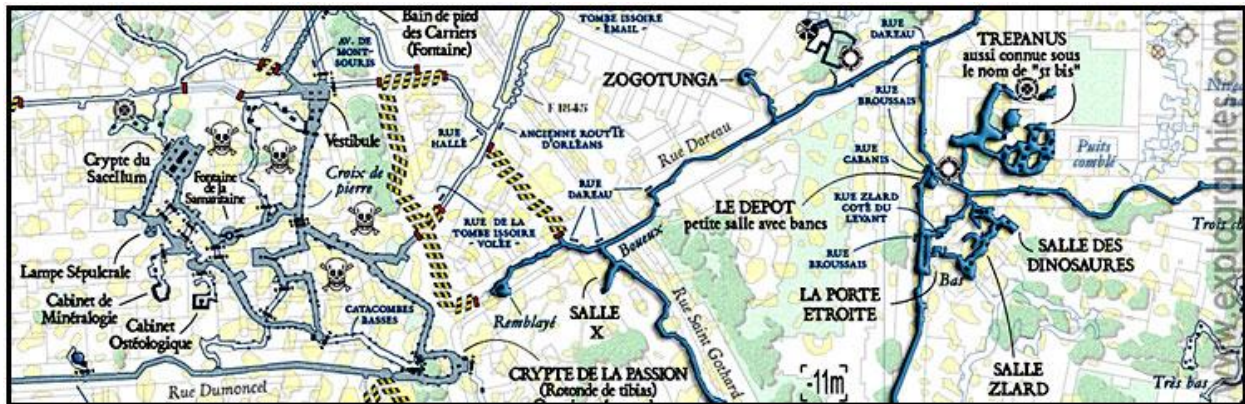 Bain de pied
des Carriers
(Fontaine)
TOMBE ISSOIRE
- EMAIL -
AV. DE
MONT-
SOURIS
RUE
DAREAU
TREPANUS
aussi connue sous
le nom de "st bis"
ZOGOTUNGA
RUE
BROUSSAIS
F 1845
Vestibule
RUE
HALLÉ
ANCIENNE ROUTTE
D'ORLÉANS
Rue Dareau
Puits
comblé
Crypte du
Sacellum
Fontaine
de la
Samaritaine
Croix de
pierre
RUE
CABANIS
RUE
DAREAU
LE DEPOT
petite salle avec bancs
RUE ZLARD
COTÉ DU
LEVANT
RUE DE LA
TOMBE ISSOIRE
- VOLÉE -
Boueux
RUE
BROUSSAIS
SALLE DES
DINOSAURES
Lampe Sépulcrale
Cabinet de
Minéralogie
Cabinet
Ostéologique
CATACOMBES
BASSES
Remblayé
SALLE
X
Rue Saint Gothard
LA PORTE
ETROITE
Bas
SALLE
ZLARD
Très bas
Rue Dumoncel
CRYPTE DE LA PASSION
(Rotonde de tibias)
-11m
www.explographies.com